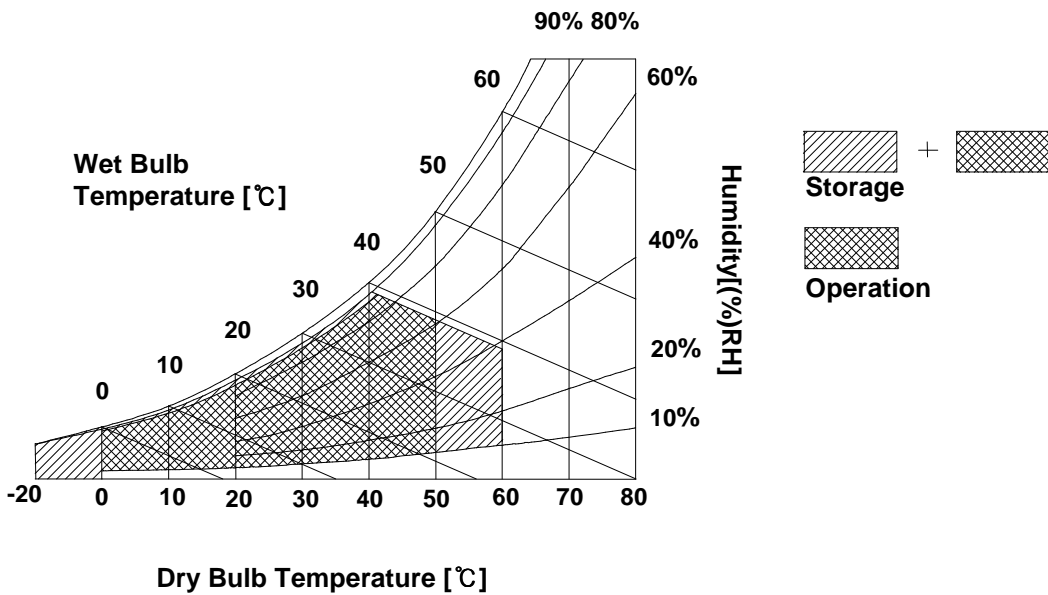 90% 80%
60
60%
50
Wet Bulb
Temperature [℃]
40
40%
30
20
20%
10
0
10%
Humidity[(%)RH]
-20 0 10 20 30 40 50 60 70 80
Dry Bulb Temperature [℃]
+
Storage
Operation